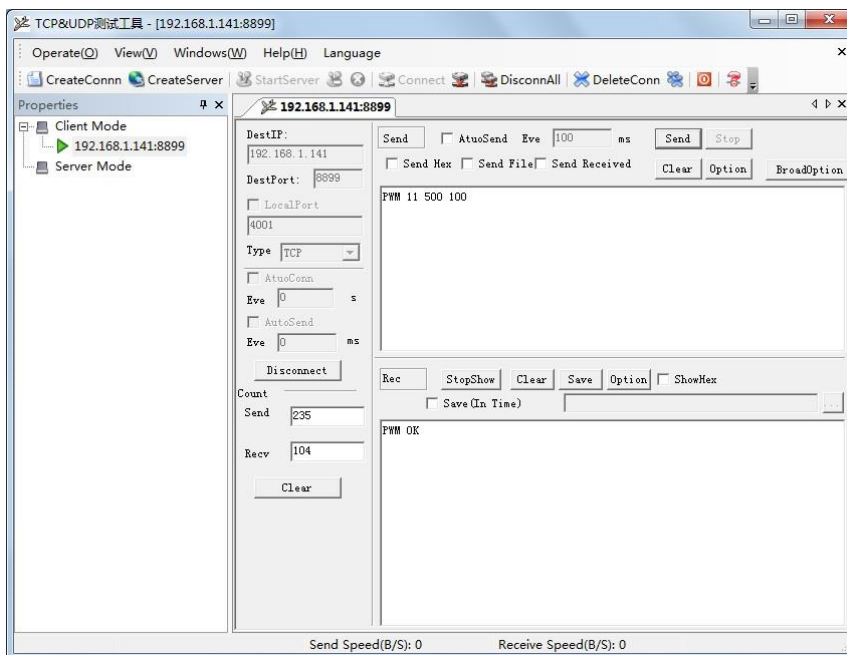 TCP&UDP测试工具 - [192.168.1.141:8899]
Operate(O) View(V) Windows(W) Help(H) Language
CreateConnn CreateServer StartServer Connect DisconnAll DeleteConn
Properties
Client Mode
192.168.1.141:8899
Server Mode
192.168.1.141:8899
DestIP:
192.168.1.141
DestPort: 8899
LocalPort
4001
Type TCP
AtuoConn
Eve 0 s
AutoSend
Eve 0 ms
Disconnect
Count
Send 235
Recv 104
Clear
Send AtuoSend Eve 100 ms Send Stop
Send Hex Send File Send Received Clear Option BroadOption
PWM 11 500 100
Rec StopShow Clear Save Option ShowHex
Save(In Time) ...
PWM OK
Send Speed(B/S): 0 Receive Speed(B/S): 0